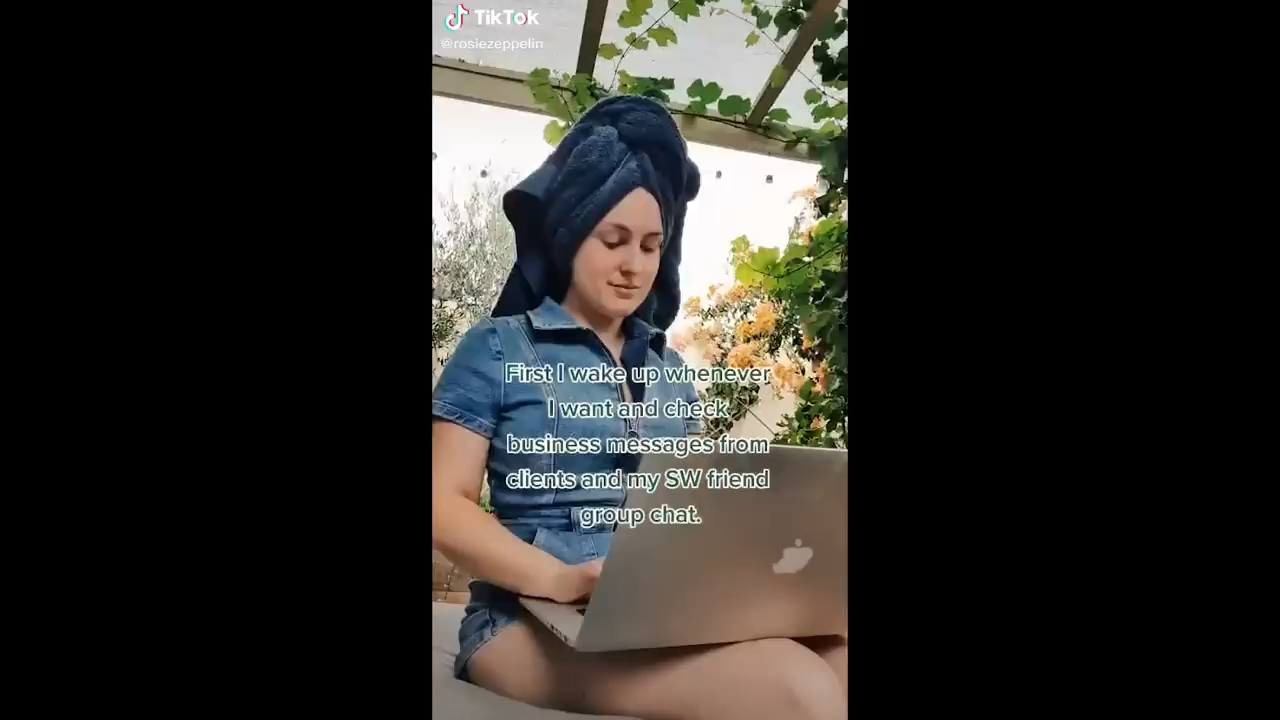 TikTok
@rosiezeppelin
First I wake up whenever
I want and check
business messages from
clients and my SW friend
group chat.